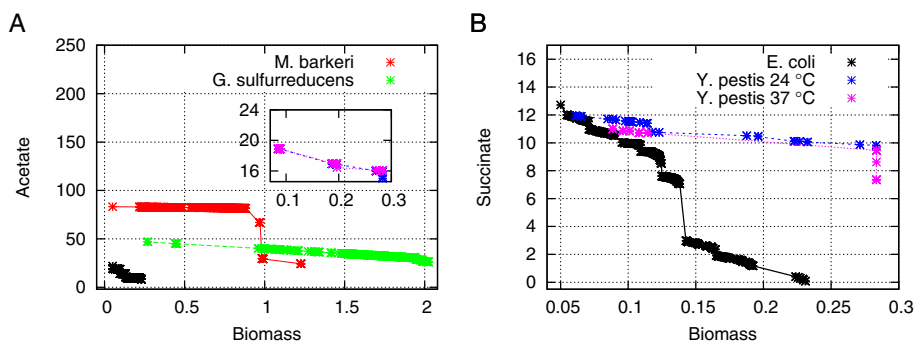 A
250
200
150
100
50
0
Acetate
M. barkeri
G. sulfurreducens
24
20
16
0.1
0.2
0.3
0
0.5
1
1.5
2
Biomass
B
16
14
12
10
8
6
4
2
0
Succinate
E. coli
Y. pestis 24 °C
Y. pestis 37 °C
0.05
0.1
0.15
0.2
0.25
0.3
Biomass